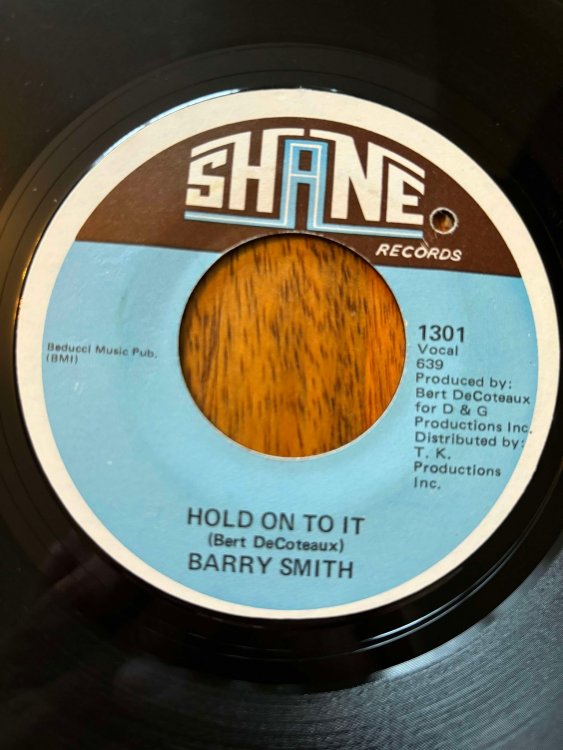 SHANE
RECORDS
Beducci Music Pub.
(BMI)
1301
Vocal
639
Produced by:
Bert DeCoteaux
for D & G
Productions Inc.
Distributed by:
T. K.
Productions
Inc.
HOLD ON TO IT
(Bert DeCoteaux)
BARRY SMITH